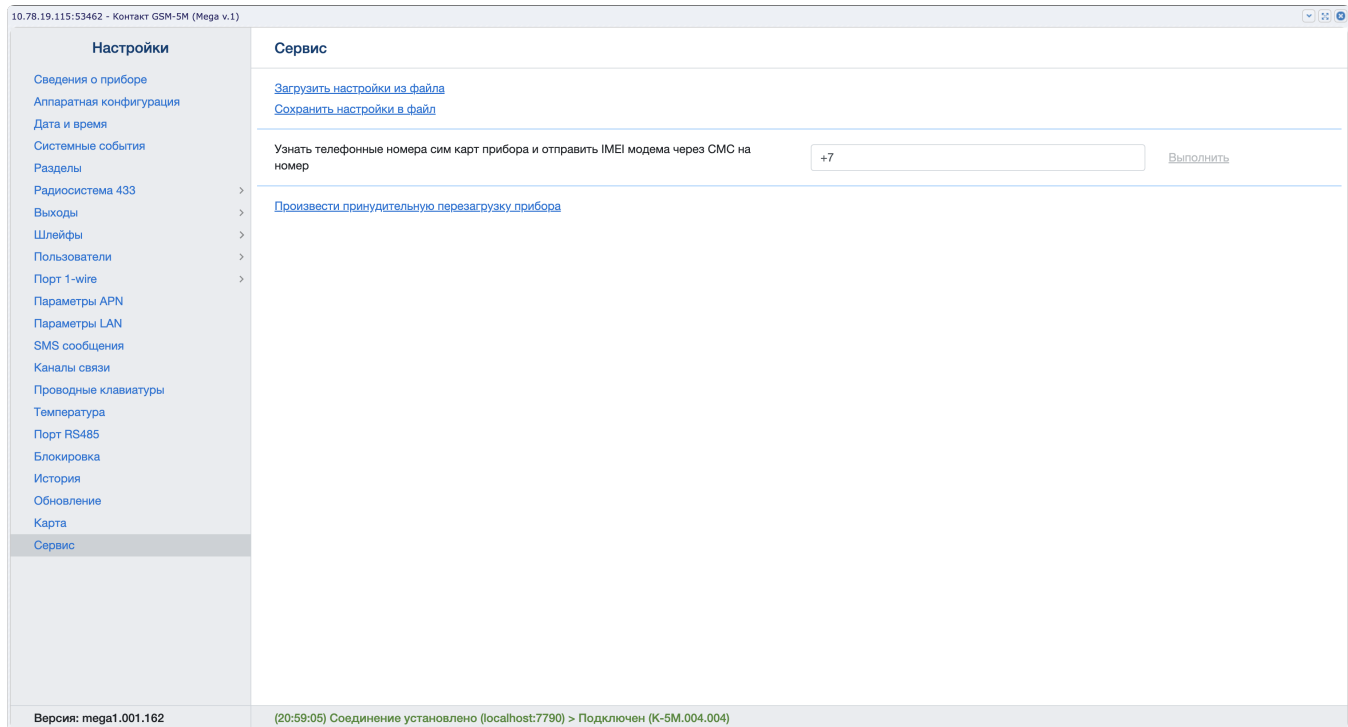 10.78.19.115:53462 - Контакт GSM-5M (Mega v.1)
Настройки
Сведения о приборе
Аппаратная конфигурация
Дата и время
Системные события
Разделы
Радиосистема 433
Выходы
Шлейфы
Пользователи
Порт 1-wire
Параметры APN
Параметры LAN
SMS сообщения
Каналы связи
Проводные клавиатуры
Температура
Порт RS485
Блокировка
История
Обновление
Карта
Сервис
Версия: mega1.001.162
Сервис
Загрузить настройки из файла
Сохранить настройки в файл
Узнать телефонные номера сим карт прибора и отправить IMEI модема через СМС на
номер
+7
Выполнить
Произвести принудительную перезагрузку прибора
(20:59:05) Соединение установлено (localhost:7790) > Подключен (K-5M.004.004)